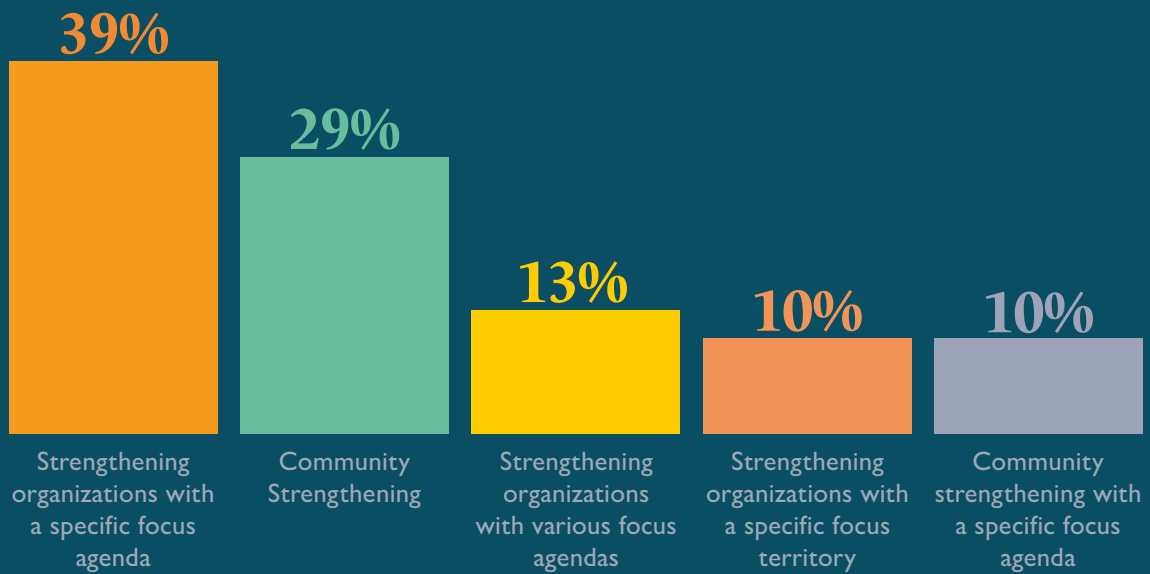 39%
29%
13%
10%
10%
Strengthening
organizations with
a specific focus
agenda
Community
Strengthening
Strengthening
organizations
with various focus
agendas
Strengthening
organizations with
a specific focus
territory
Community
strengthening with
a specific focus
agenda